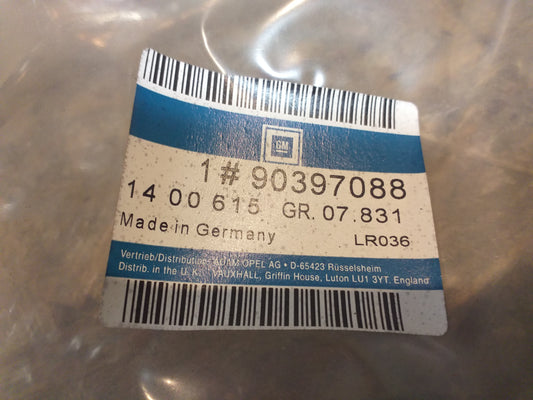 GM
1# 90397088
14 00 615 GR. 07.831
Made in Germany LR036
Vertrieb/Distribution: ADAM OPEL AG • D-65423 Rüsselsheim
Distrib. in the U.K.: VAUXHALL, Griffin House, Luton LU1 3YT. England